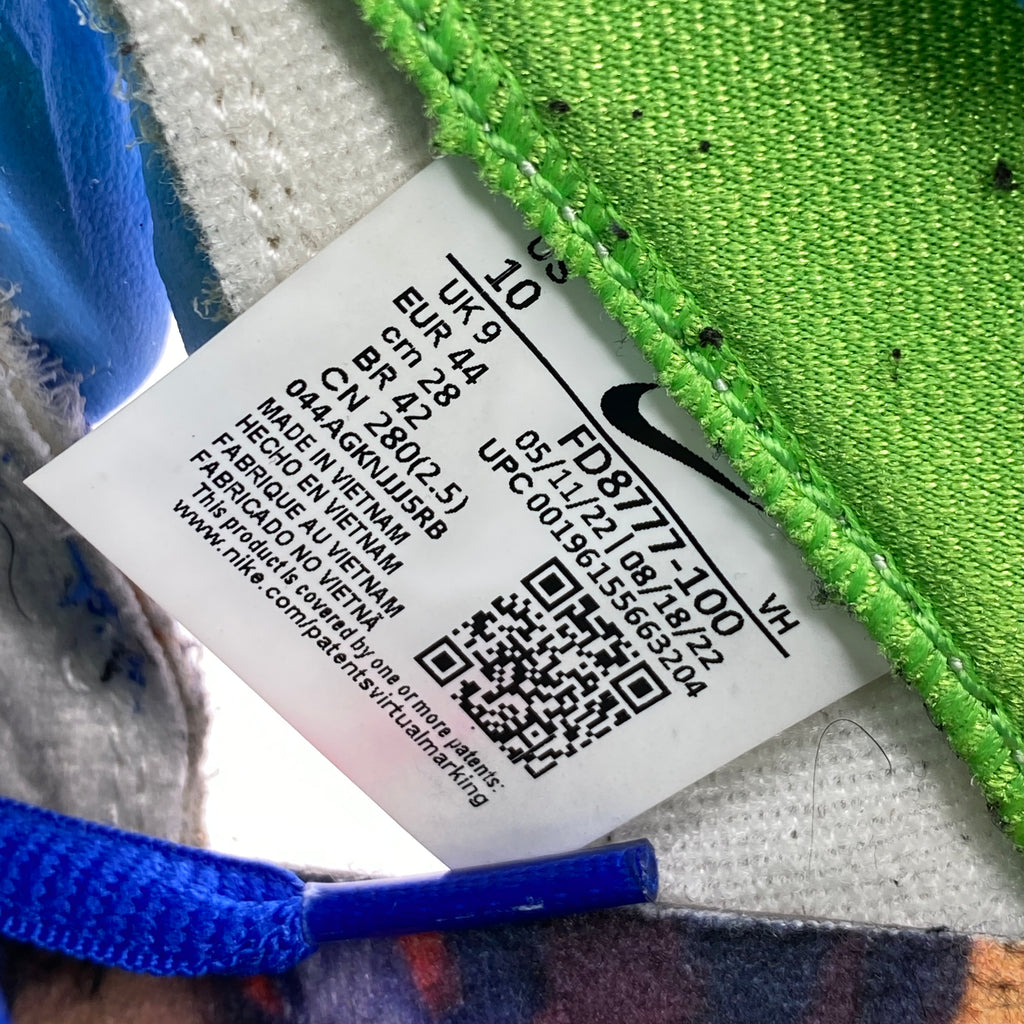 US
10
UK 9
EUR 44
cm 28
BR 42
CN 280(2.5)
044AGKNJJJ5RB
MADE IN VIETNAM
HECHO EN VIETNAM
FABRIQUE AU VIETNAM
FABRICADO NO VIETNÃ
This product is covered by one or more patents:
www.nike.com/patentsvirtualmarking
FD8777-100
VH
05/11/22 | 08/18/22
UPC 00196155663204